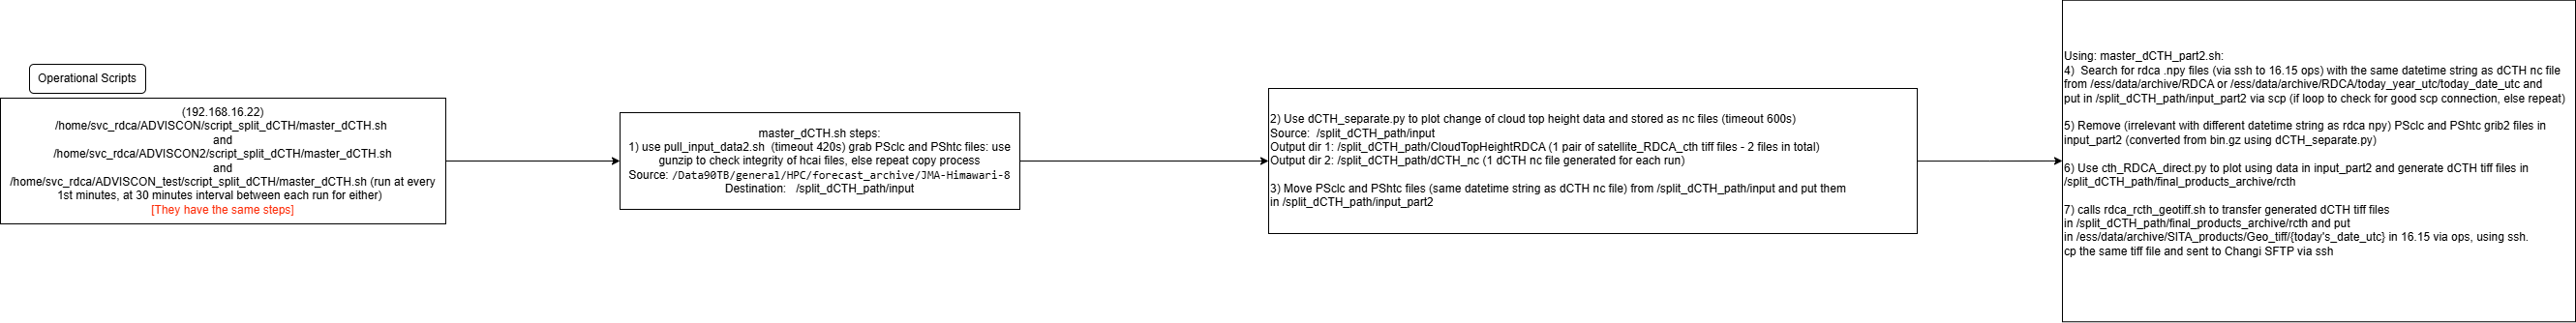 Operational Scripts
(192.168.16.22)
/home/svc_rdca/ADVISCON/script_split_dCTH/master_dCTH.sh
and
/home/svc_rdca/ADVISCON2/script_split_dCTH/master_dCTH.sh
and
/home/svc_rdca/ADVISCON_test/script_split_dCTH/master_dCTH.sh (run at every
1st minutes, at 30 minutes interval between each run for either)
[They have the same steps]
master_dCTH.sh steps:
1) use pull_input_data2.sh  (timeout 420s) grab PSclc and PShtc files: use
gunzip to check integrity of hcai files, else repeat copy process
Source: /Data90TB/general/HPC/forecast_archive/JMA-Himawari-8
Destination:   /split_dCTH_path/input
2) Use dCTH_separate.py to plot change of cloud top height data and stored as nc files (timeout 600s)
Source:  /split_dCTH_path/input
Output dir 1: /split_dCTH_path/CloudTopHeightRDCA (1 pair of satellite_RDCA_cth tiff files - 2 files in total)
Output dir 2: /split_dCTH_path/dCTH_nc (1 dCTH nc file generated for each run)
3) Move PSclc and PShtc files (same datetime string as dCTH nc file) from /split_dCTH_path/input and put them
in /split_dCTH_path/input_part2
Using: master_dCTH_part2.sh:
4)  Search for rdca .npy files (via ssh to 16.15 ops) with the same datetime string as dCTH nc file
from /ess/data/archive/RDCA or /ess/data/archive/RDCA/today_year_utc/today_date_utc and
put in /split_dCTH_path/input_part2 via scp (if loop to check for good scp connection, else repeat)
5) Remove (irrelevant with different datetime string as rdca npy) PSclc and PShtc grib2 files in
input_part2 (converted from bin.gz using dCTH_separate.py)
6) Use cth_RDCA_direct.py to plot using data in input_part2 and generate dCTH tiff files in
/split_dCTH_path/final_products_archive/rcth
7) calls rdca_rcth_geotiff.sh to transfer generated dCTH tiff files
in /split_dCTH_path/final_products_archive/rcth and put
in /ess/data/archive/SITA_products/Geo_tiff/{today's_date_utc} in 16.15 via ops, using ssh.
cp the same tiff file and sent to Changi SFTP via ssh